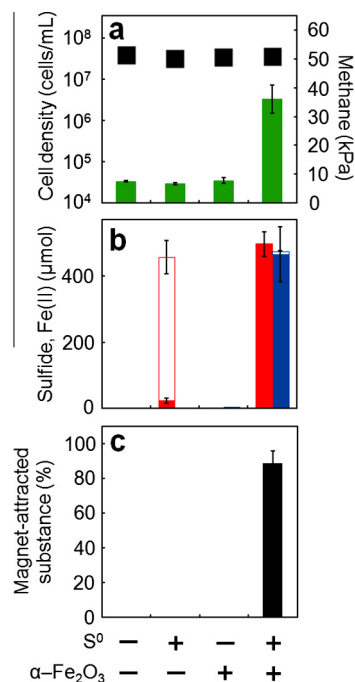 a
Cell density (cells/mL)
10⁸
10⁷
10⁶
10⁵
10⁴
60
50
40
30
20
10
0
Methane (kPa)
b
Sulfide, Fe(II) (μmol)
400
200
0
c
Magnet-attracted
substance (%)
100
80
60
40
20
0
S⁰ − + − +
α–Fe₂O₃ − − + +